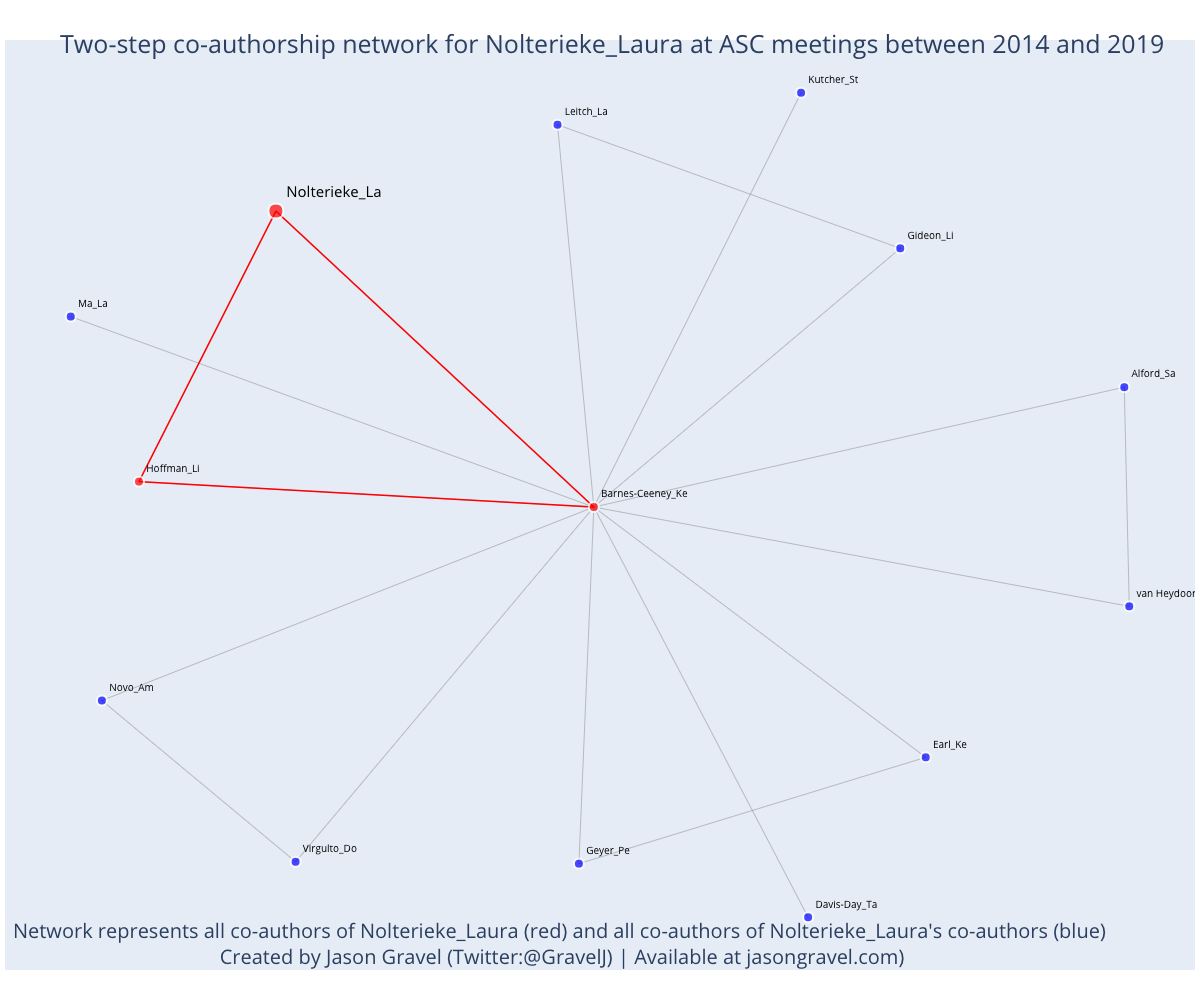 Two-step co-authorship network for Nolterieke_Laura at ASC meetings between 2014 and 2019
Kutcher_St
Leitch_La
Nolterieke_La
Gideon_Li
Ma_La
Alford_Sa
Hoffman_Li
Barnes-Ceeney_Ke
van Heydoor
Novo_Am
Earl_Ke
Virgulto_Do
Geyer_Pe
Davis-Day_Ta
Network represents all co-authors of Nolterieke_Laura (red) and all co-authors of Nolterieke_Laura's co-authors (blue)
Created by Jason Gravel (Twitter:@GravelJ) | Available at jasongravel.com)